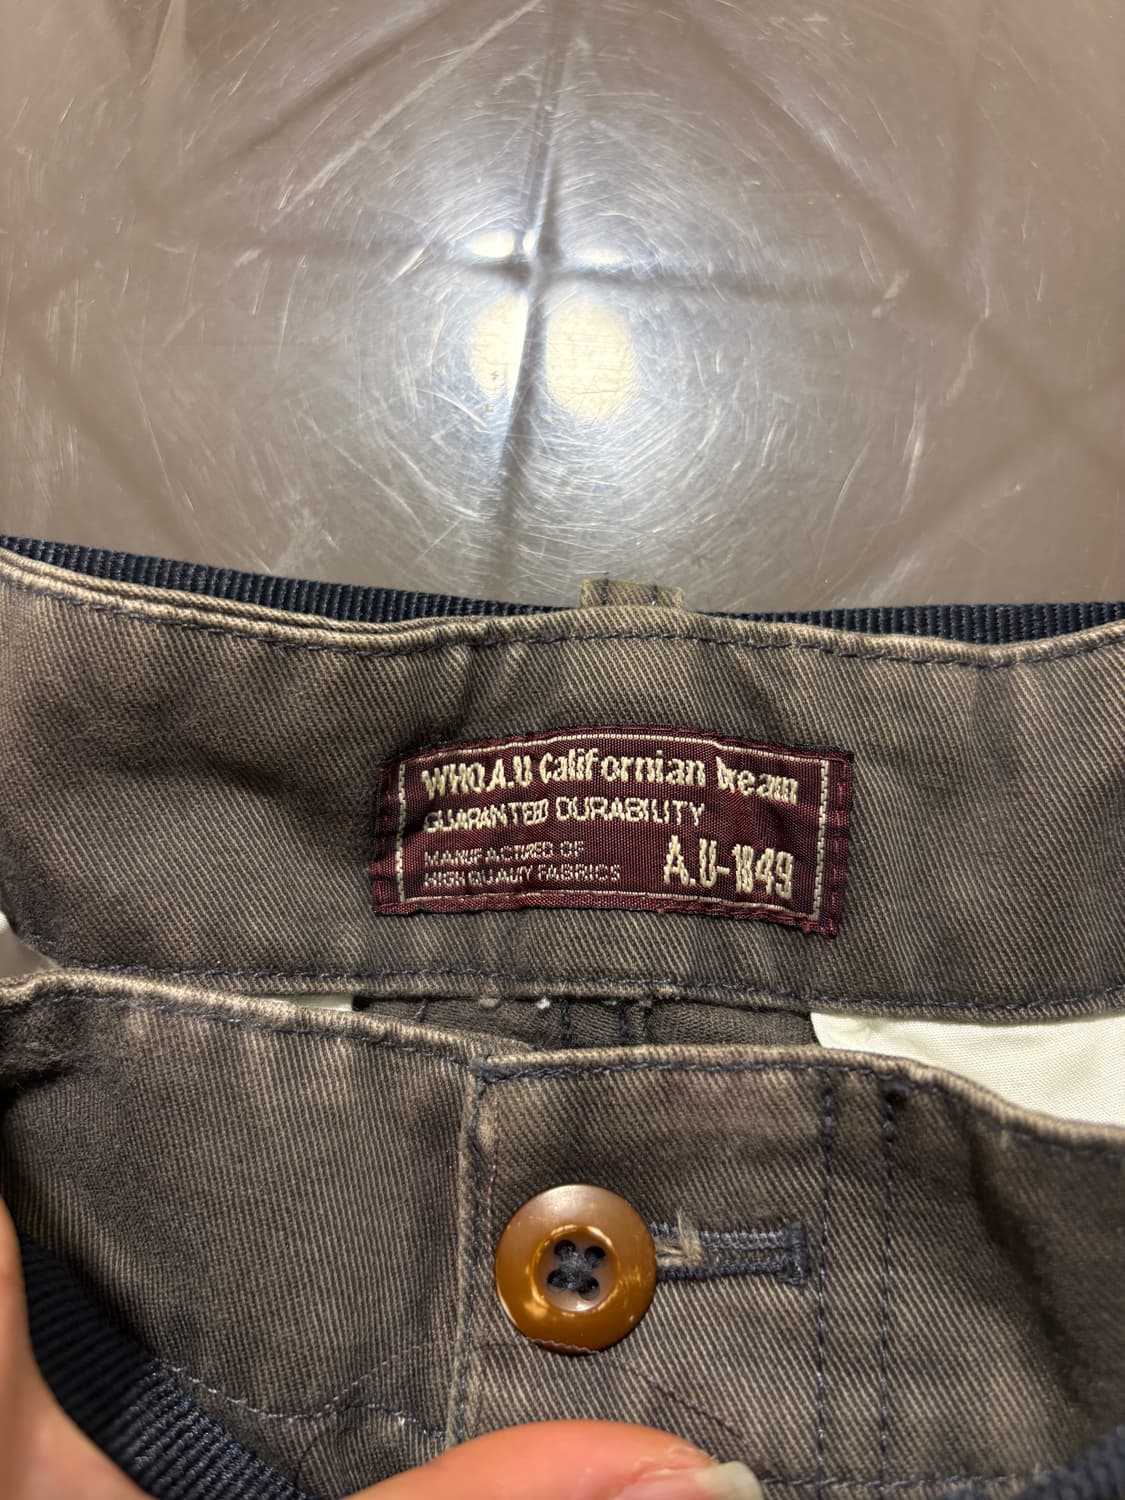 WHO.A.U Californian Dream
GUARANTEED DURABILITY
MANUFACTURED OF
HIGH QUALITY FABRICS
A.U-1849